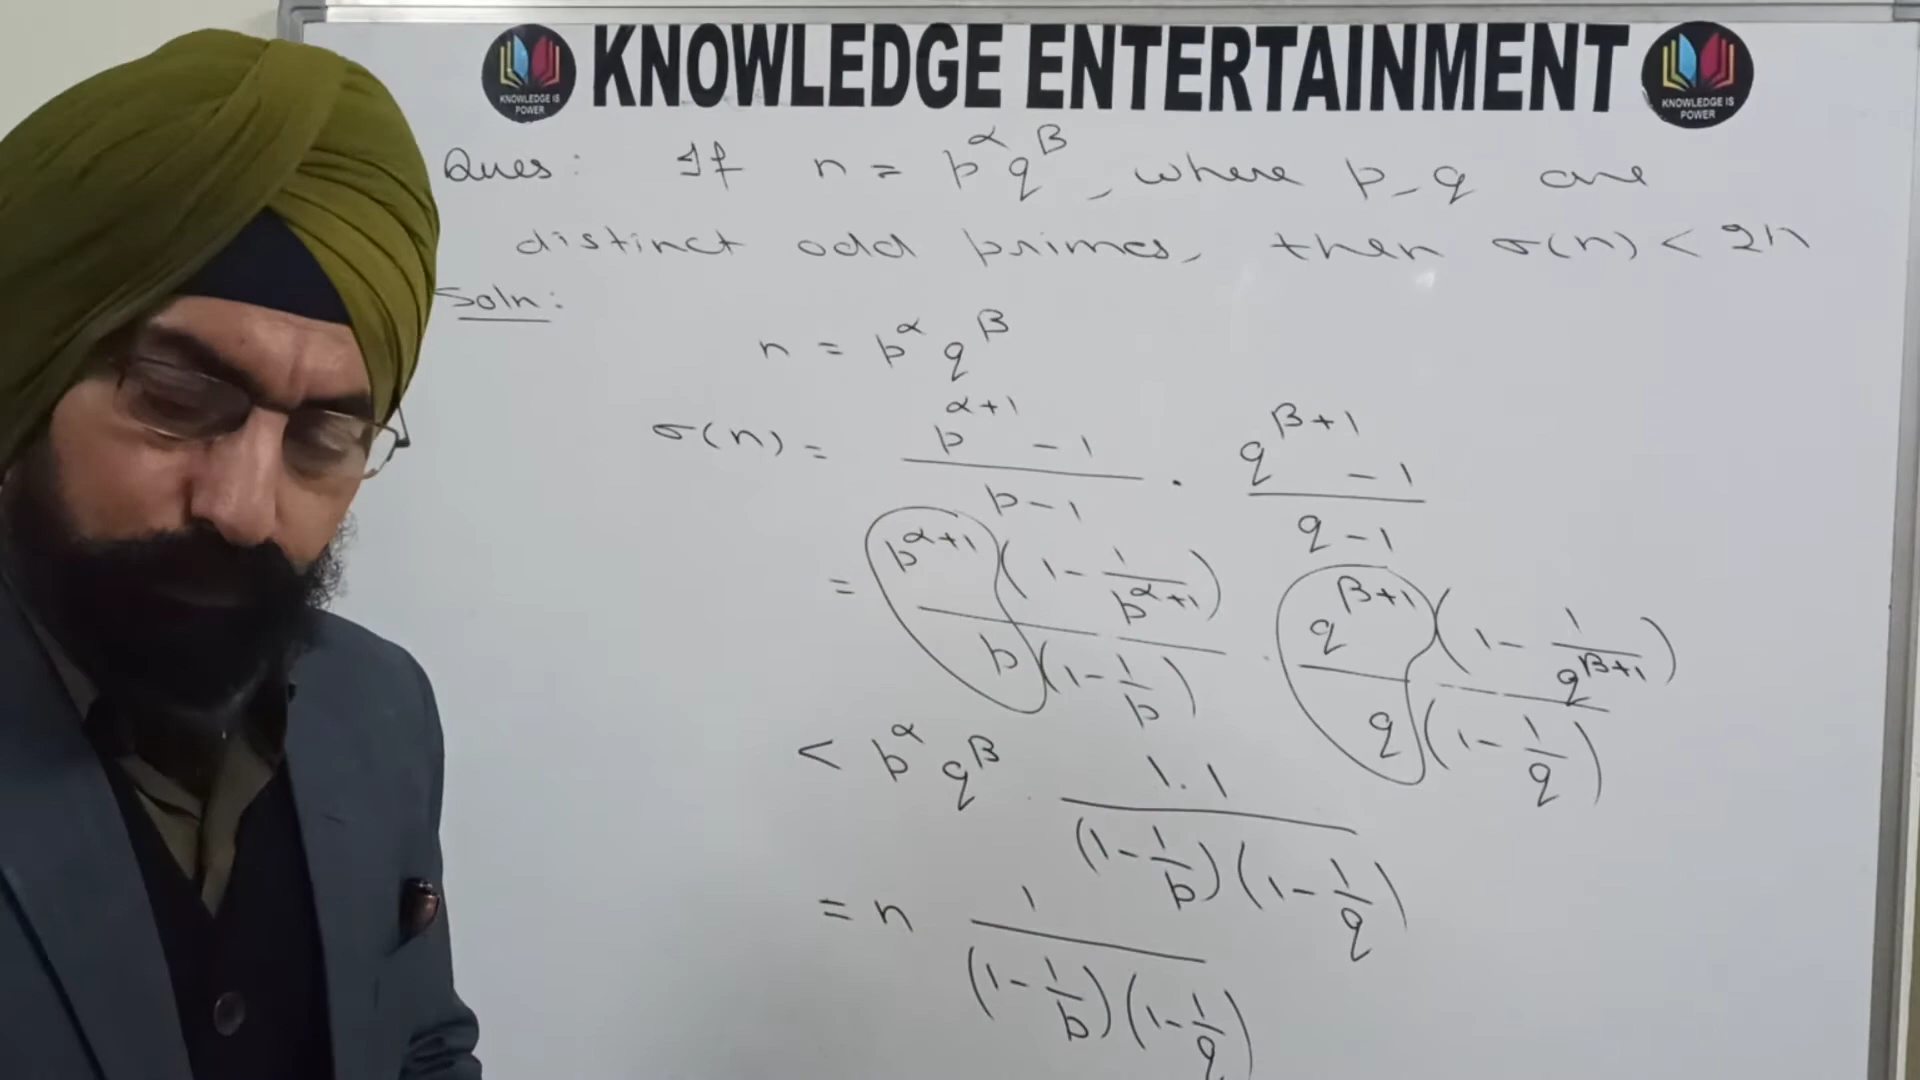 KNOWLEDGE ENTERTAINMENT
KNOWLEDGE IS
POWER
KNOWLEDGE IS
POWER
Ques: If n = p^α q^β, where p, q are
distinct odd primes, then σ(n) < 2n
Soln:
n = p^α q^β
σ(n) = (p^(α+1) - 1)/(p - 1) · (q^(β+1) - 1)/(q - 1)
= p^(α+1) (1 - 1/p^(α+1)) / p (1 - 1/p) · q^(β+1) (1 - 1/q^(β+1)) / q (1 - 1/q)
< p^α q^β · 1.1 / (1 - 1/p) (1 - 1/q)
= n 1 / (1 - 1/p) (1 - 1/q)